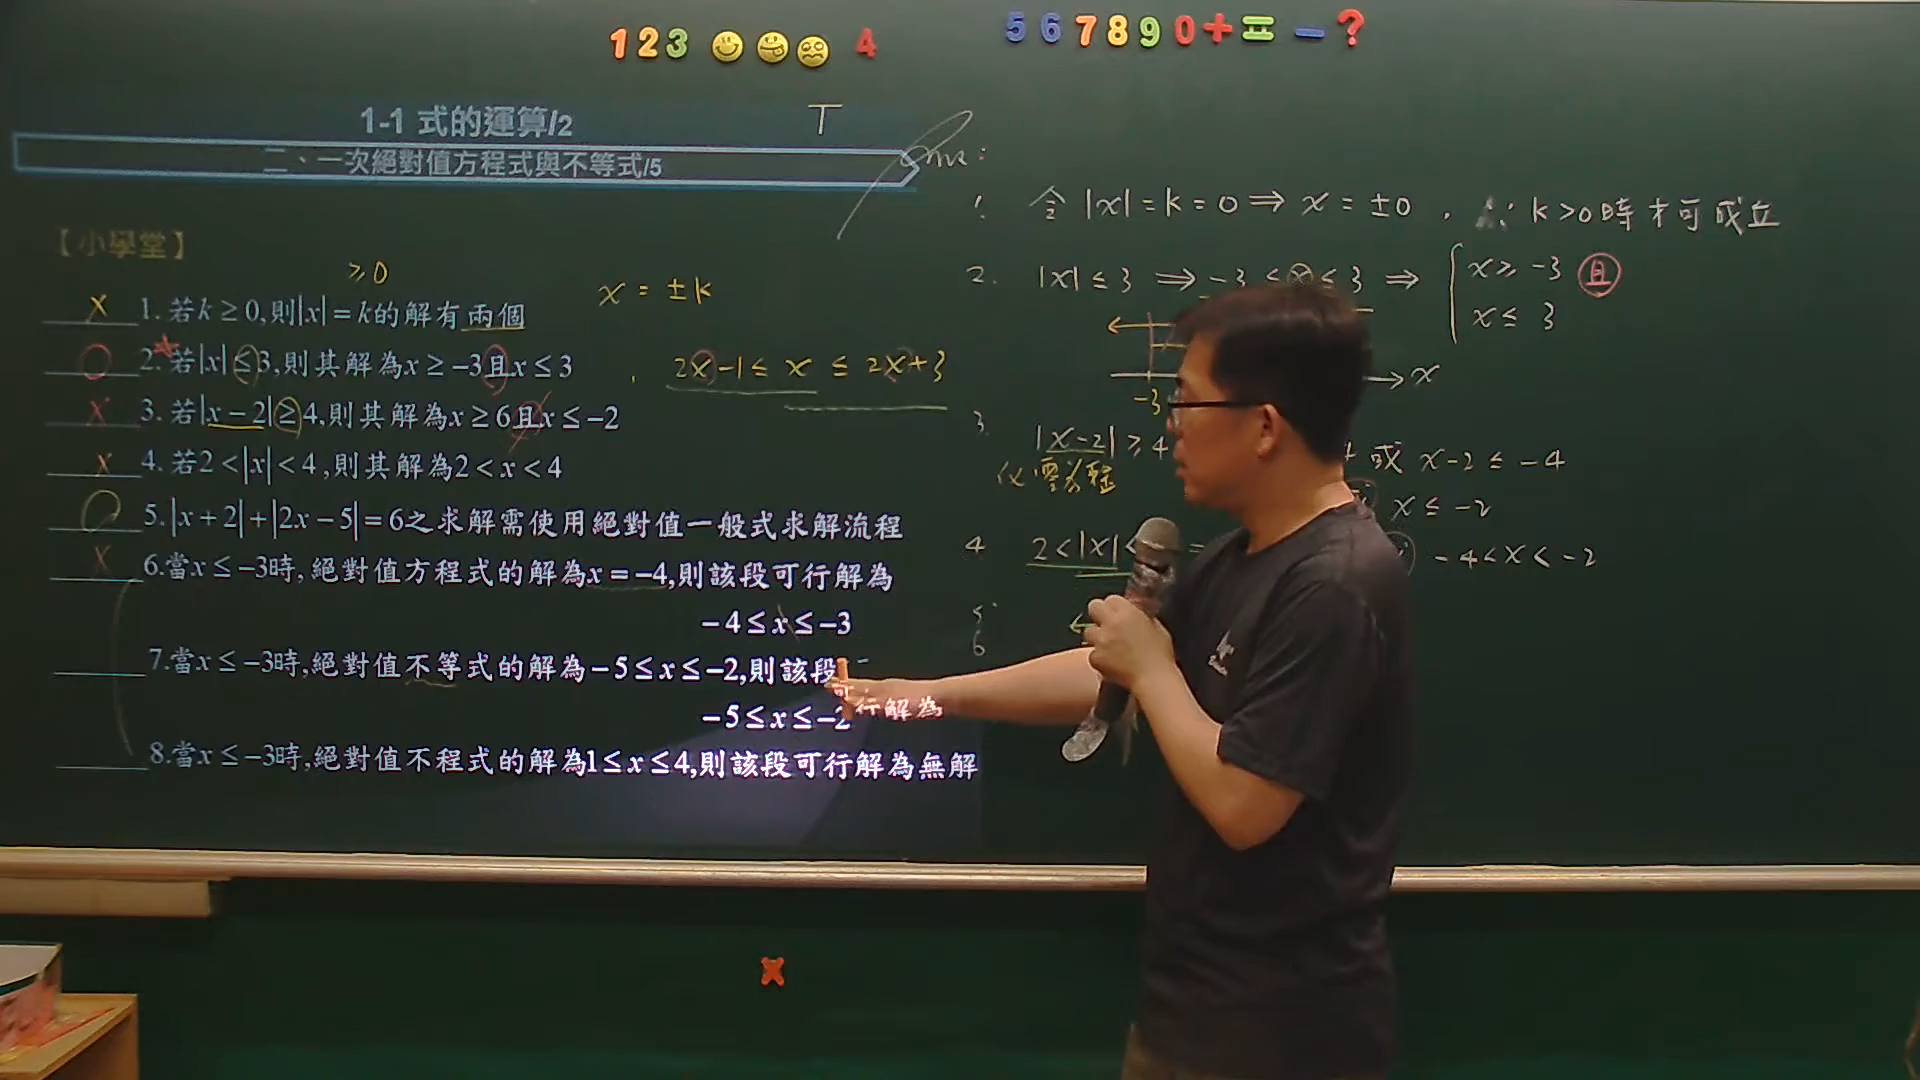 123 4 567890+=-?
1-1 式的運算/2
T
二、一次絕對值方程式與不等式/5
【小學堂】
≥0
x = ±k
X 1.若k ≥ 0,則|x| = k的解有兩個
○ 2.若|x| ≤ 3,則其解為x ≥ −3且x ≤ 3
2x-1 ≤ x ≤ 2x+3
X 3.若|x − 2| ≥ 4,則其解為x ≥ 6且x ≤ −2
X 4.若2 < |x| < 4,則其解為2 < x < 4
○ 5.|x + 2| + |2x − 5| = 6之求解需使用絕對值一般式求解流程
X 6.當x ≤ −3時,絕對值方程式的解為x = −4,則該段可行解為
−4 ≤ x ≤ −3
7.當x ≤ −3時,絕對值不等式的解為−5 ≤ x ≤ −2,則該段可行解為
−5 ≤ x ≤ −2
8.當x ≤ −3時,絕對值不程式的解為1 ≤ x ≤ 4,則該段可行解為無解
1. 令 |x| = k = 0 ⇒ x = ±0 , ∴ k > 0 時才可成立
2. |x| ≤ 3 ⇒ -3 ≤ x ≤ 3 ⇒ x ≥ -3 且
x ≤ 3
x
-3
3. |x-2| ≥ 4 或 x-2 ≤ -4
x ≤ -2
4 2 < |x| < -4 < x < -2
5
6
x